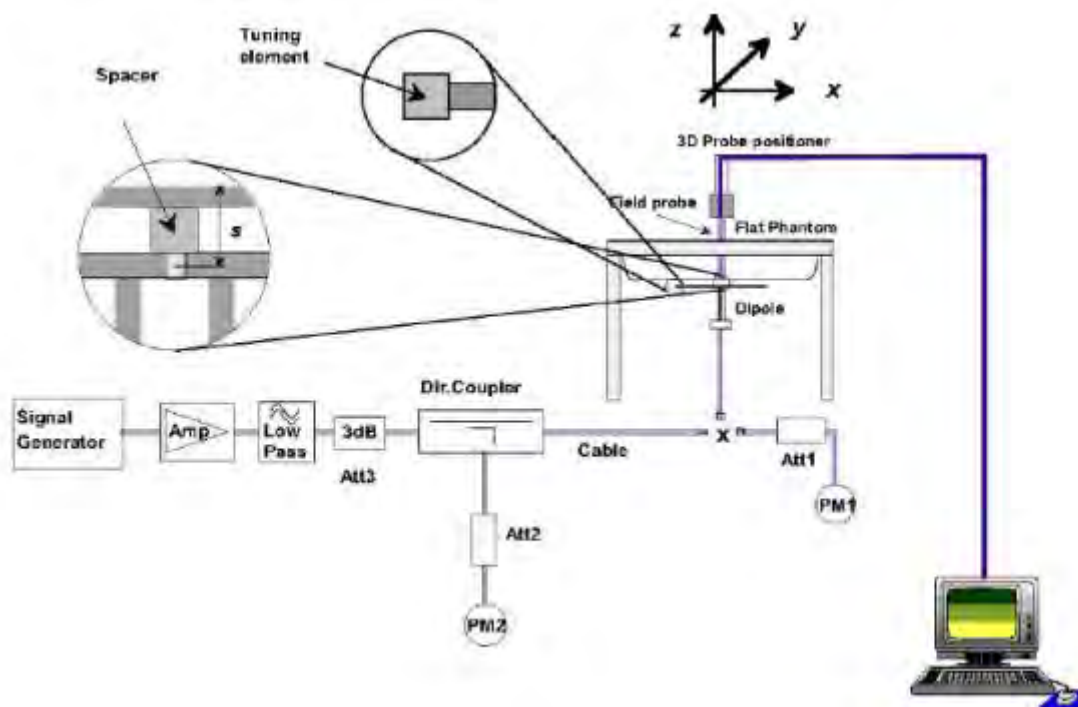 Tuning
element
Spacer
z
y
x
3D Probe positioner
Field probe
Flat Phantom
s
Dipole
Dir.Coupler
Signal
Generator
Amp
Low
Pass
3dB
Att3
Cable
X
Att1
PM1
Att2
PM2